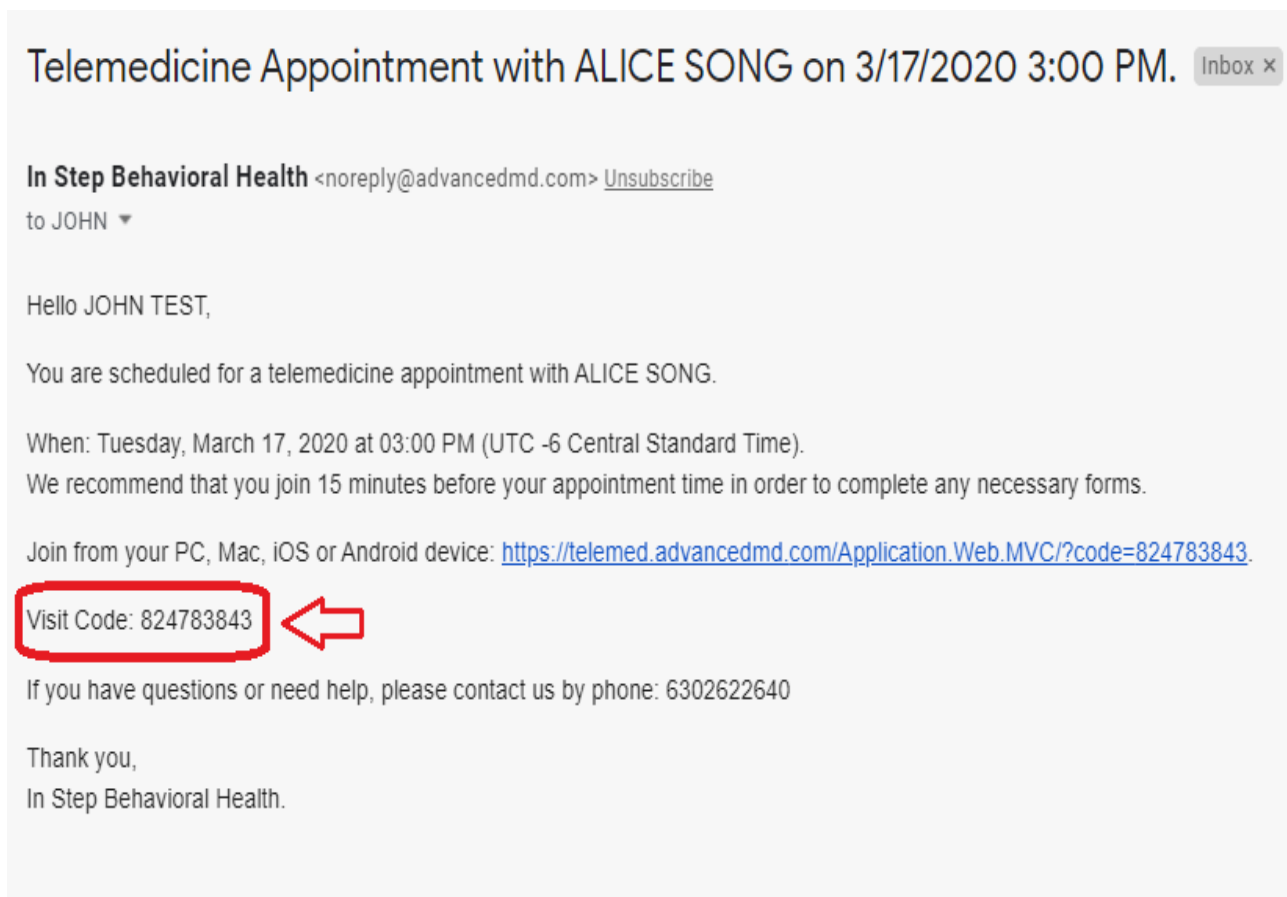 Telemedicine Appointment with ALICE SONG on 3/17/2020 3:00 PM. Inbox ×
In Step Behavioral Health <noreply@advancedmd.com> Unsubscribe
to JOHN
Hello JOHN TEST,
You are scheduled for a telemedicine appointment with ALICE SONG.
When: Tuesday, March 17, 2020 at 03:00 PM (UTC -6 Central Standard Time).
We recommend that you join 15 minutes before your appointment time in order to complete any necessary forms.
Join from your PC, Mac, iOS or Android device: https://telemed.advancedmd.com/Application.Web.MVC/?code=824783843.
Visit Code: 824783843
If you have questions or need help, please contact us by phone: 6302622640
Thank you,
In Step Behavioral Health.